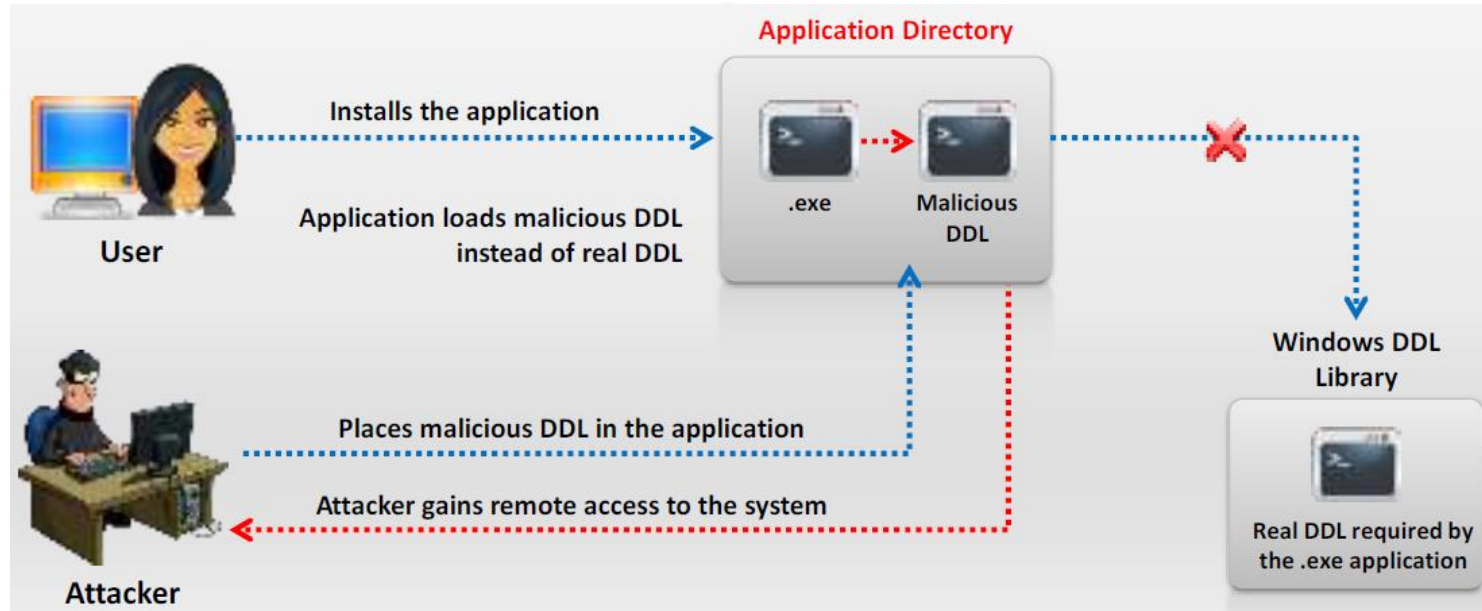 Application Directory
Installs the application
.exe
Malicious
DDL
Application loads malicious DDL
instead of real DDL
User
Windows DDL
Library
Places malicious DDL in the application
Attacker gains remote access to the system
Real DDL required by
the .exe application
Attacker